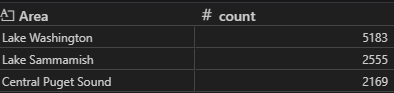 Area # count
Lake Washington 5183
Lake Sammamish 2555
Central Puget Sound 2169